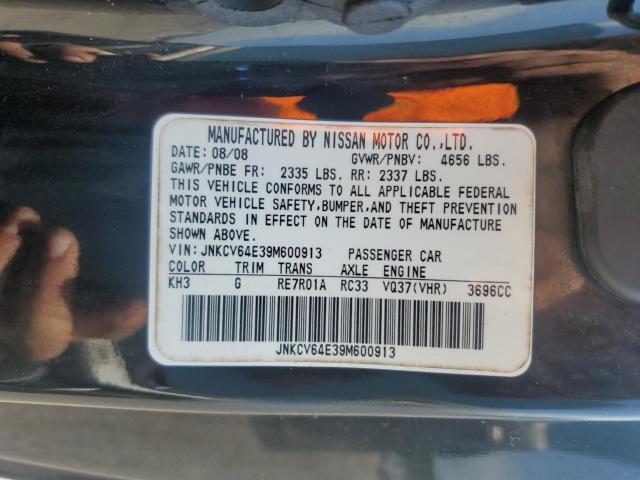 MANUFACTURED BY NISSAN MOTOR CO.,LTD.
DATE: 08/08 GVWR/PNBV: 4656 LBS.
GAWR/PNBE FR: 2335 LBS. RR: 2337 LBS.
THIS VEHICLE CONFORMS TO ALL APPLICABLE FEDERAL
MOTOR VEHICLE SAFETY,BUMPER,AND THEFT PREVENTION
STANDARDS IN EFFECT ON THE DATE OF MANUFACTURE
SHOWN ABOVE.
VIN: JNKCV64E39M600913 PASSENGER CAR
COLOR TRIM TRANS AXLE ENGINE
KH3 G RE7R01A RC33 VQ37(VHR) 3696CC
JNKCV64E39M600913